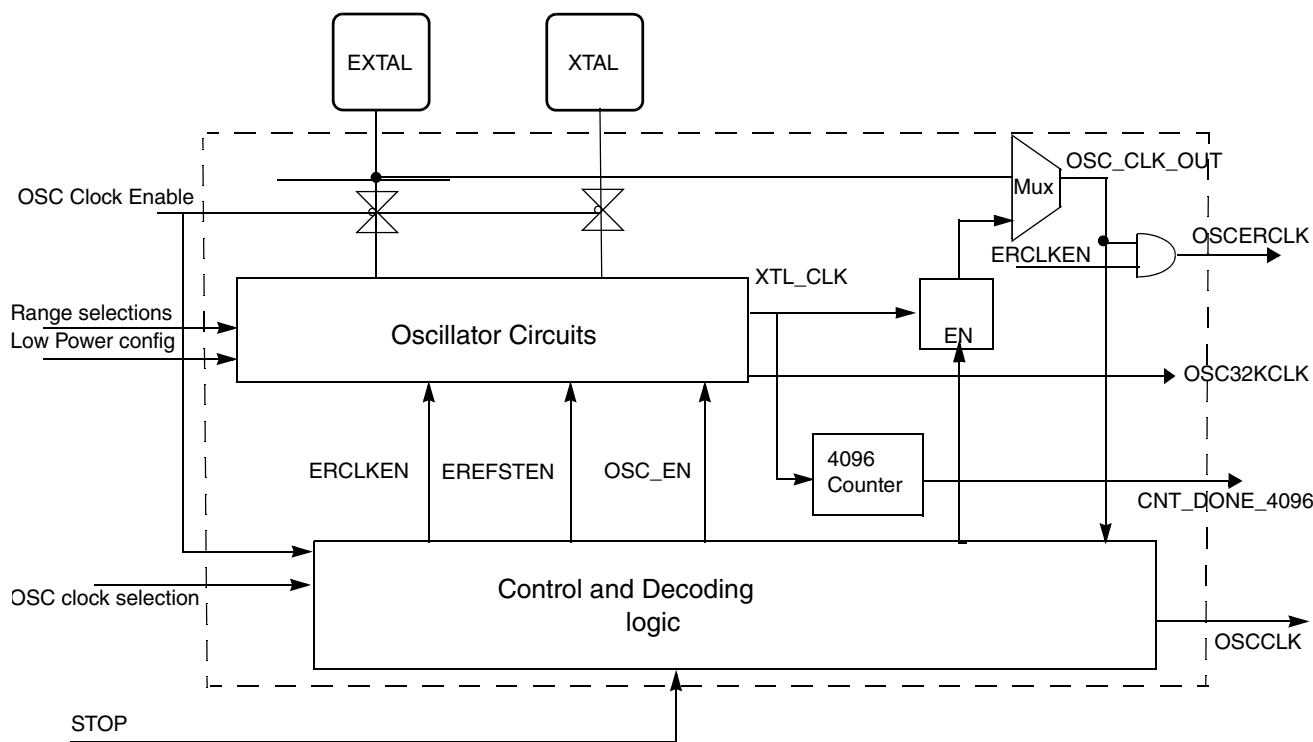 EXTAL
XTAL
OSC_CLK_OUT
Mux
OSC Clock Enable
OSCERCLK
ERCLKEN
XTL_CLK
Range selections
Low Power config
Oscillator Circuits
EN
OSC32KCLK
ERCLKEN
EREFSTEN
OSC_EN
4096
Counter
CNT_DONE_4096
Control and Decoding
logic
OSC clock selection
OSCCLK
STOP